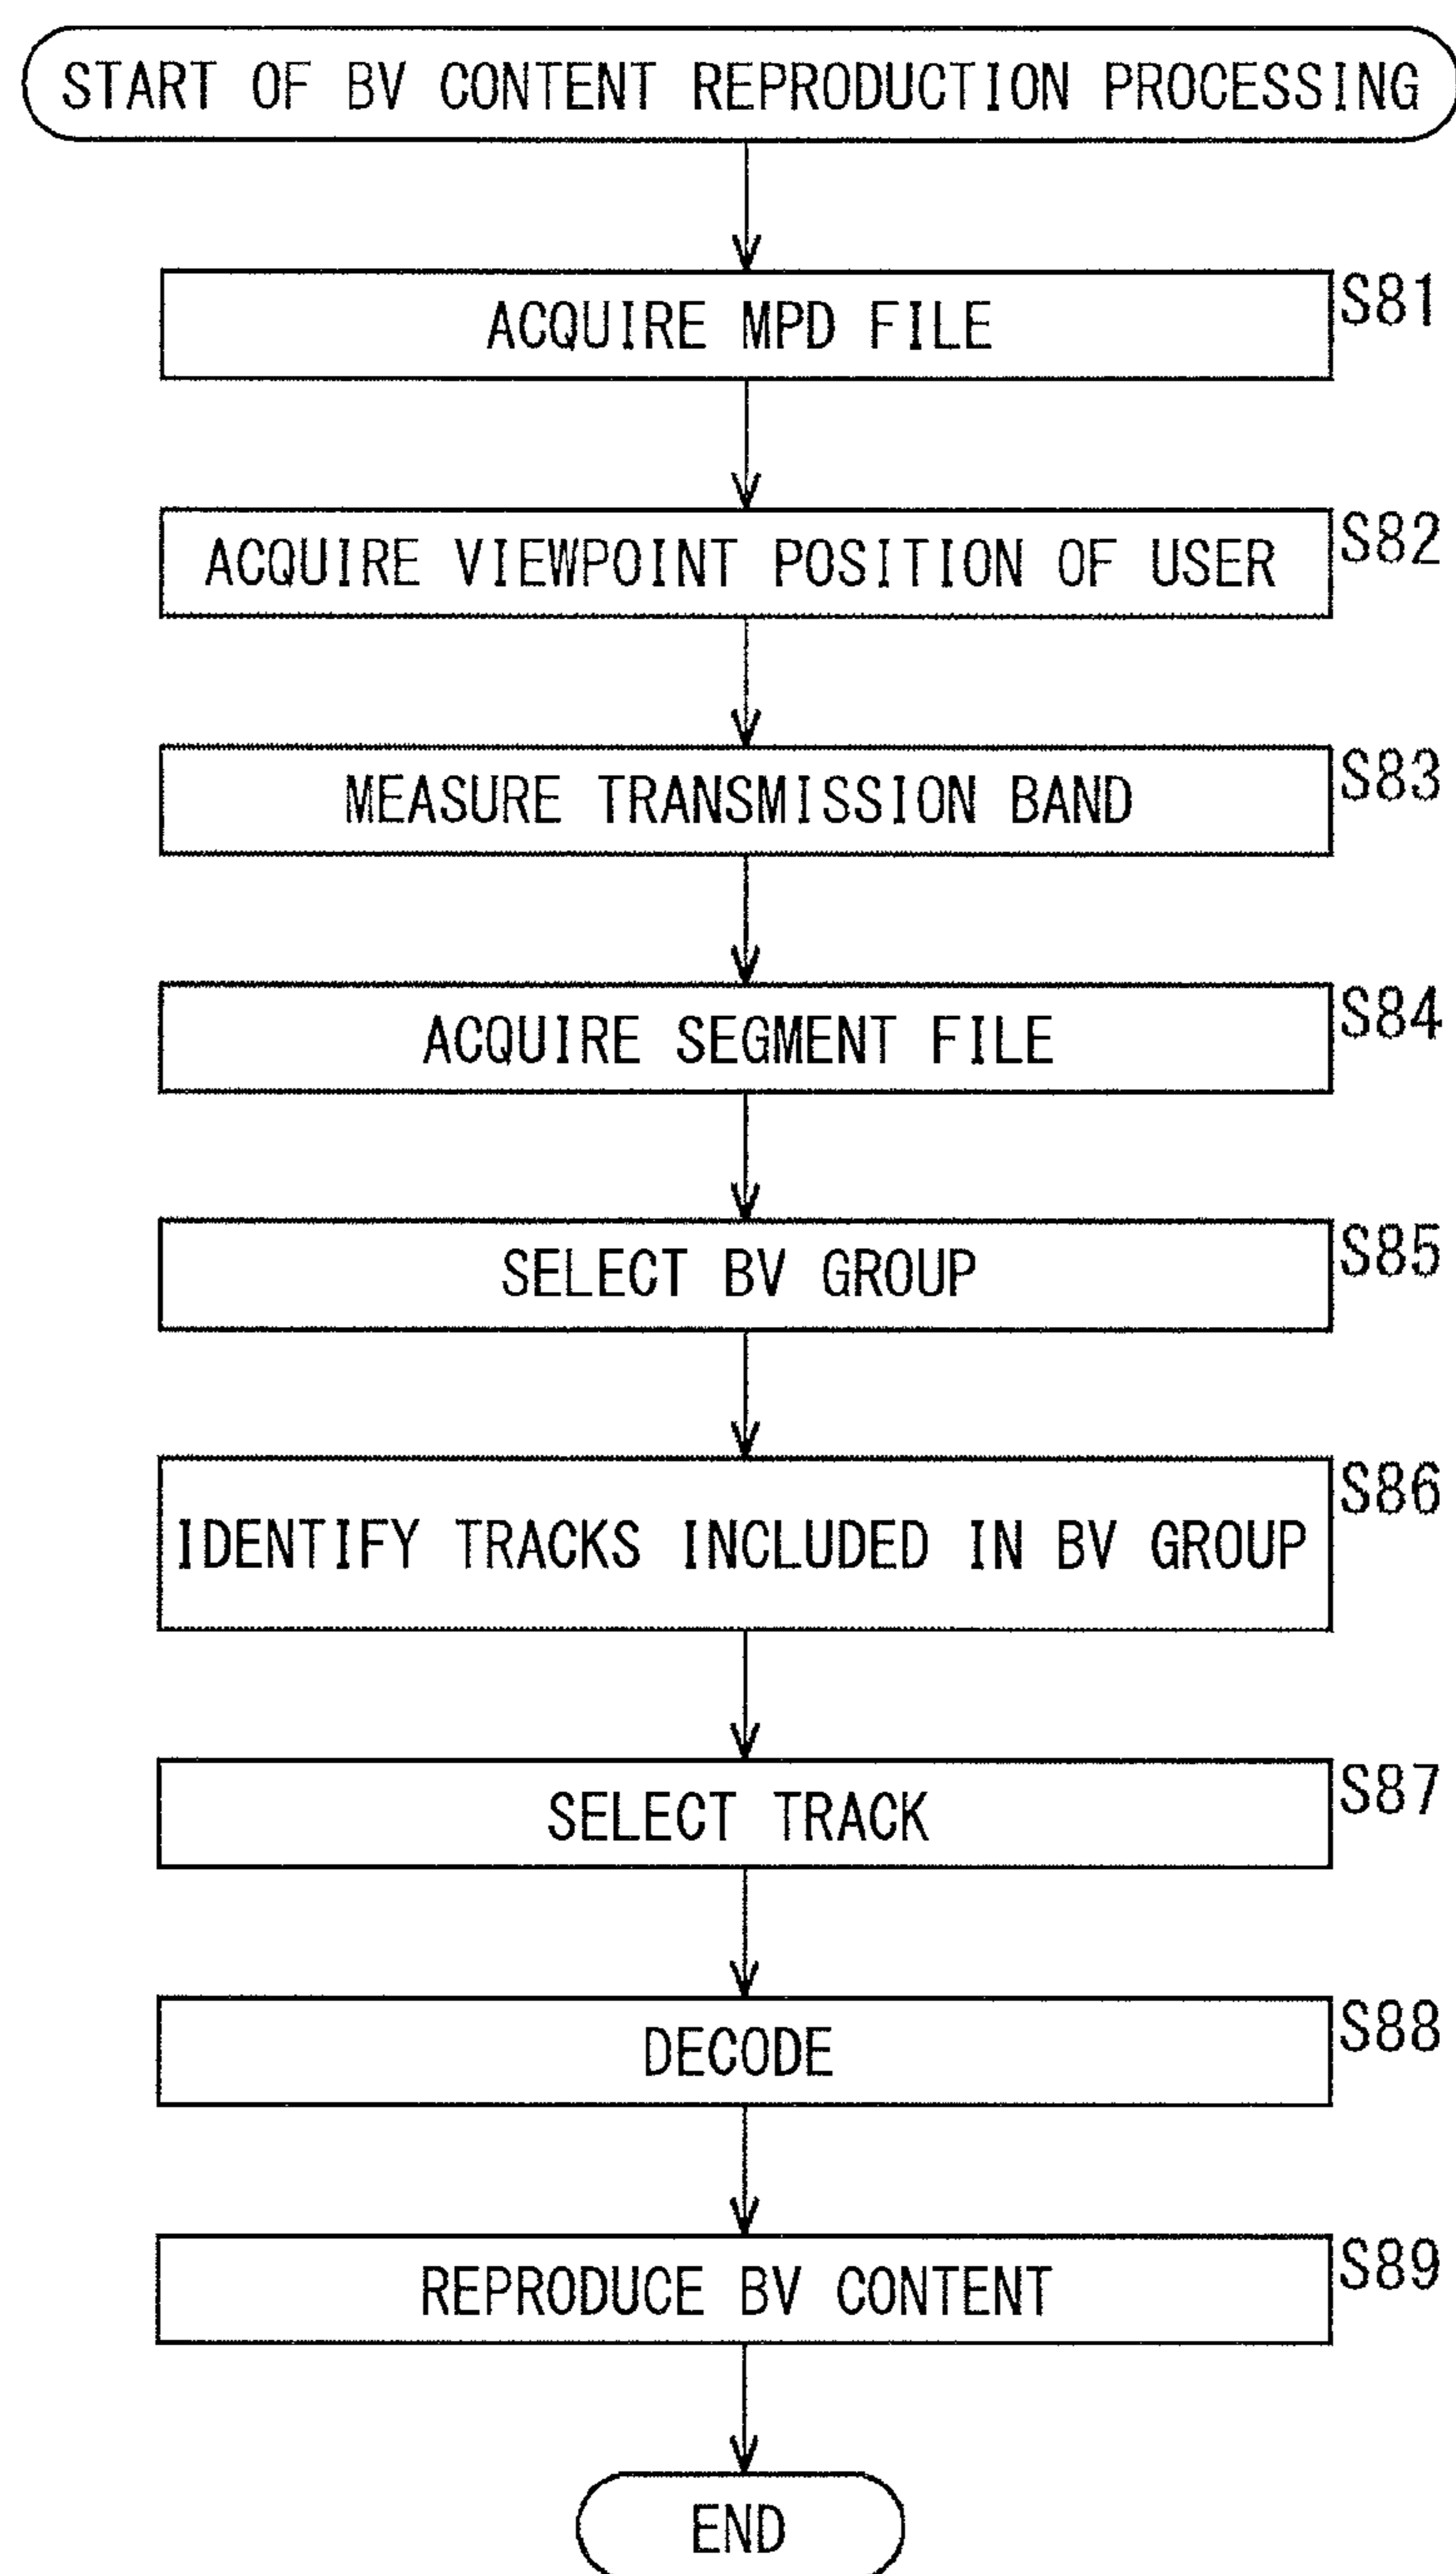 START OF BV CONTENT REPRODUCTION PROCESSING
ACQUIRE MPD FILE
S81
ACQUIRE VIEWPOINT POSITION OF USER
S82
MEASURE TRANSMISSION BAND
S83
ACQUIRE SEGMENT FILE
S84
SELECT BV GROUP
S85
IDENTIFY TRACKS INCLUDED IN BV GROUP
S86
SELECT TRACK
S87
DECODE
S88
REPRODUCE BV CONTENT
S89
END